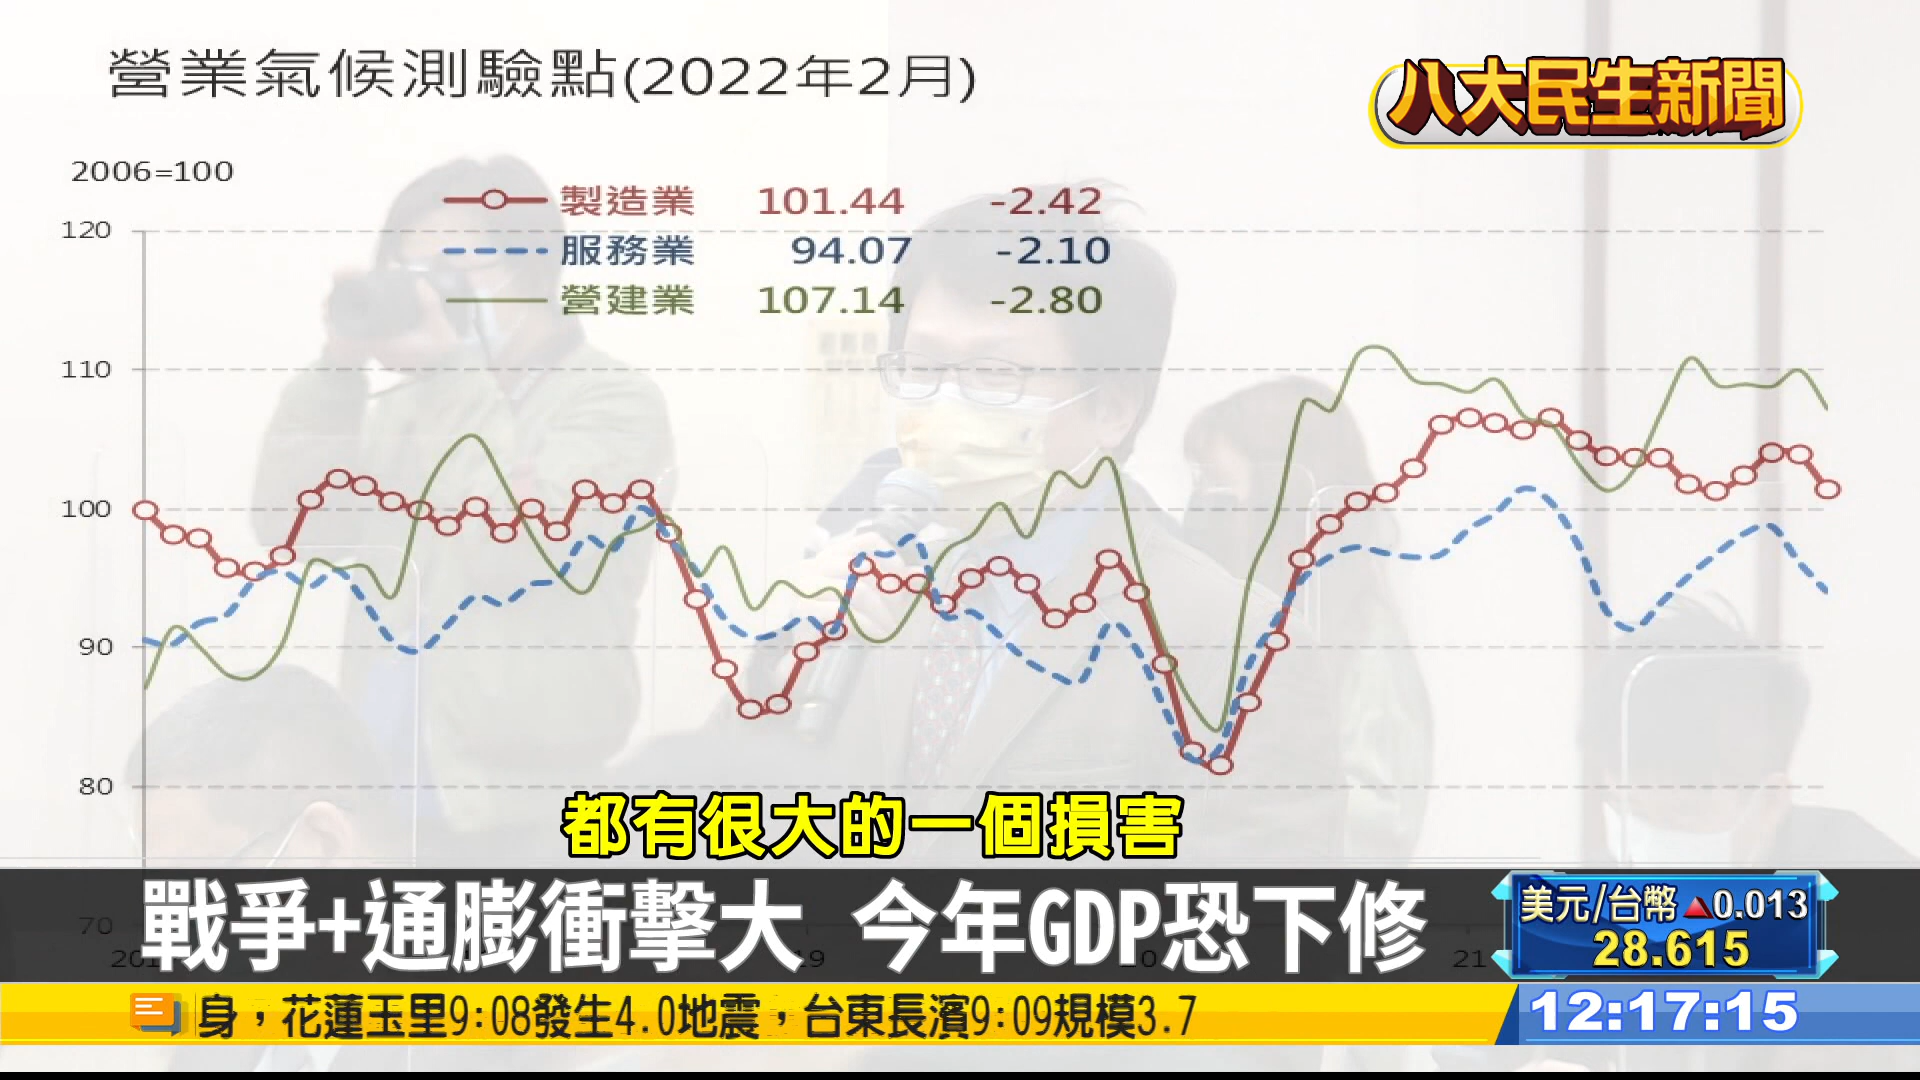 營業氣候測驗點(2022年2月)
八大民生新聞
2006=100
製造業 101.44 -2.42
服務業 94.07 -2.10
營建業 107.14 -2.80
120
110
100
90
80
70
都有很大的一個損害
戰爭+通膨衝擊大 今年GDP恐下修
美元/台幣 ▲0.013
28.615
21
身,花蓮玉里9:08發生4.0地震,台東長濱9:09規模3.7
12:17:15